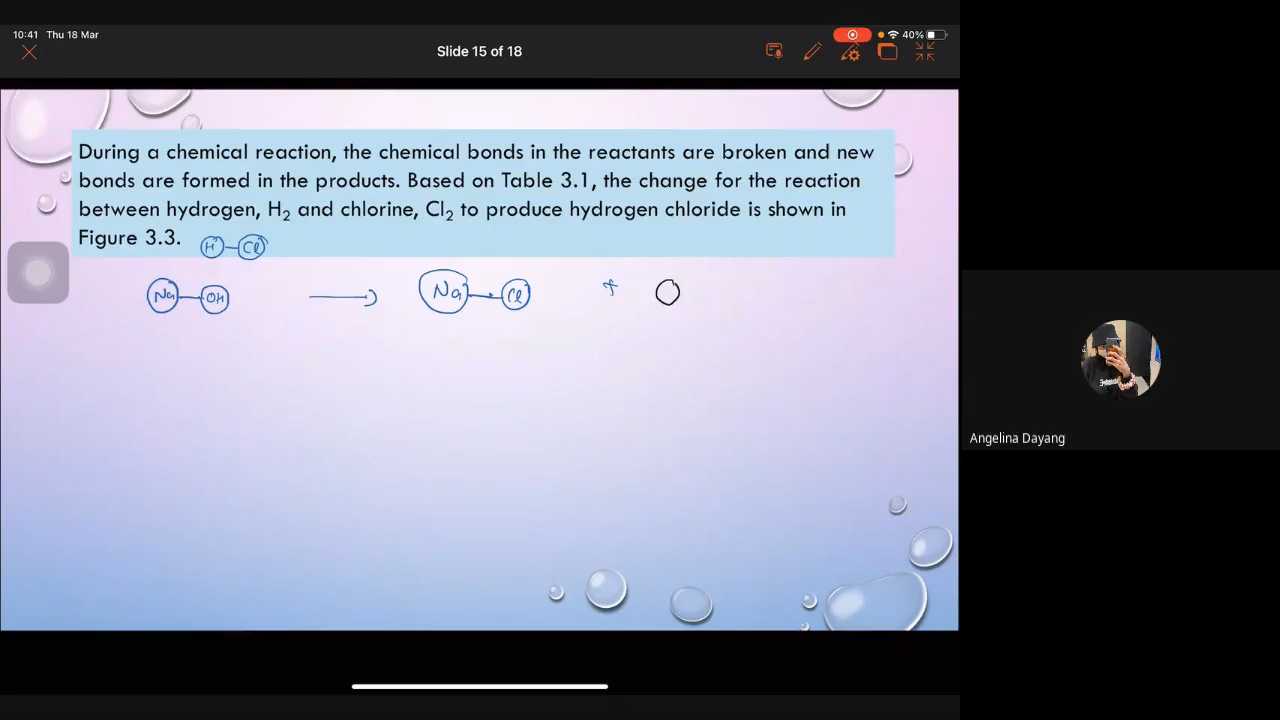 10:41 Thu 18 Mar
40%
Slide 15 of 18
During a chemical reaction, the chemical bonds in the reactants are broken and new
bonds are formed in the products. Based on Table 3.1, the change for the reaction
between hydrogen, H₂ and chlorine, Cl₂ to produce hydrogen chloride is shown in
Figure 3.3.
H Cl
Na OH Na Cl +
Angelina Dayang